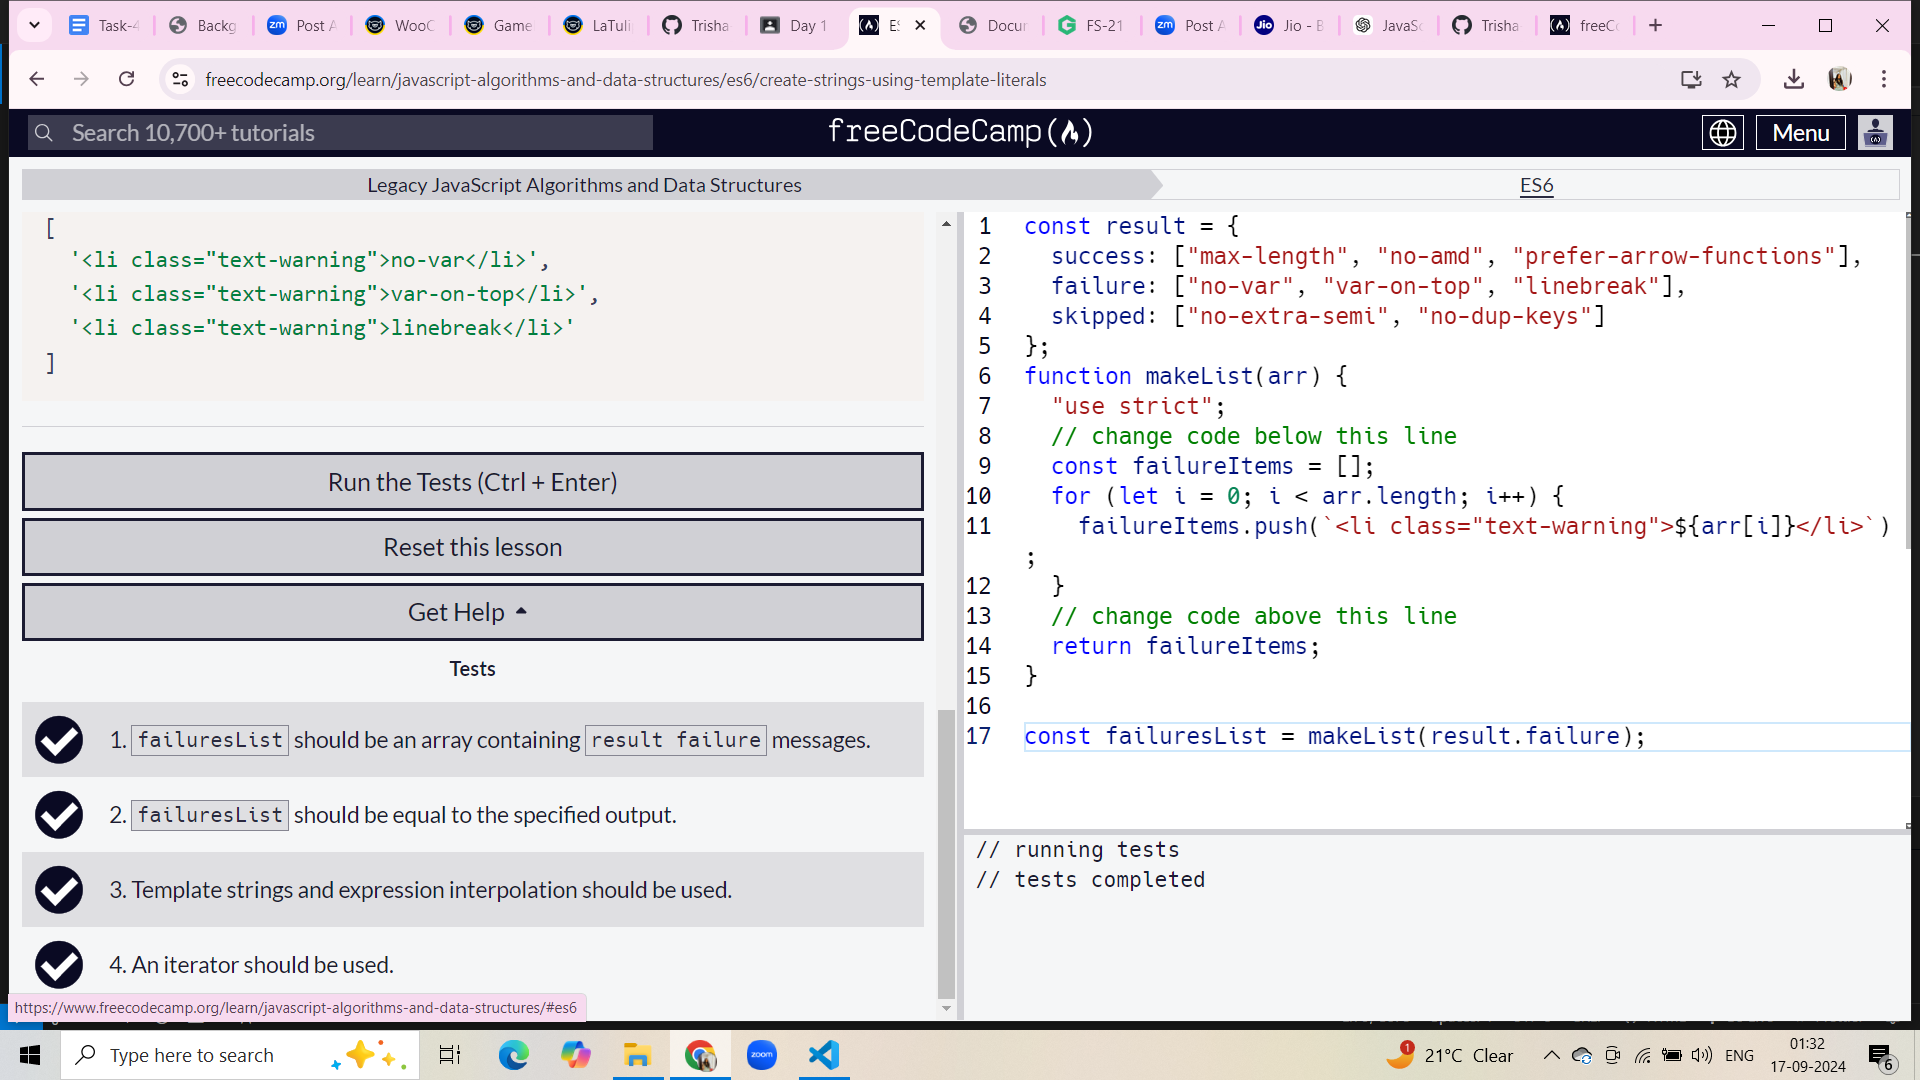 Task-4
Backg
Post A
WooC
Game
LaTuli
Trisha
Day 1
ES
Docur
FS-21
Post A
Jio - B
JavaSc
Trisha
freeCo
freecodecamp.org/learn/javascript-algorithms-and-data-structures/es6/create-strings-using-template-literals
Search 10,700+ tutorials
freeCodeCamp
Menu
Legacy JavaScript Algorithms and Data Structures
ES6
[
'<li class="text-warning">no-var</li>',
'<li class="text-warning">var-on-top</li>',
'<li class="text-warning">linebreak</li>'
]
Run the Tests (Ctrl + Enter)
Reset this lesson
Get Help
Tests
1. failuresList should be an array containing result failure messages.
2. failuresList should be equal to the specified output.
3. Template strings and expression interpolation should be used.
4. An iterator should be used.
https://www.freecodecamp.org/learn/javascript-algorithms-and-data-structures/#es6
1 const result = {
2 success: ["max-length", "no-amd", "prefer-arrow-functions"],
3 failure: ["no-var", "var-on-top", "linebreak"],
4 skipped: ["no-extra-semi", "no-dup-keys"]
5 };
6 function makeList(arr) {
7 "use strict";
8 // change code below this line
9 const failureItems = [];
10 for (let i = 0; i < arr.length; i++) {
11 failureItems.push(`<li class="text-warning">${arr[i]}</li>`)
;
12 }
13 // change code above this line
14 return failureItems;
15 }
16
17 const failuresList = makeList(result.failure);
// running tests
// tests completed
Type here to search
zoom
1
21°C Clear
ENG
01:32
17-09-2024
6